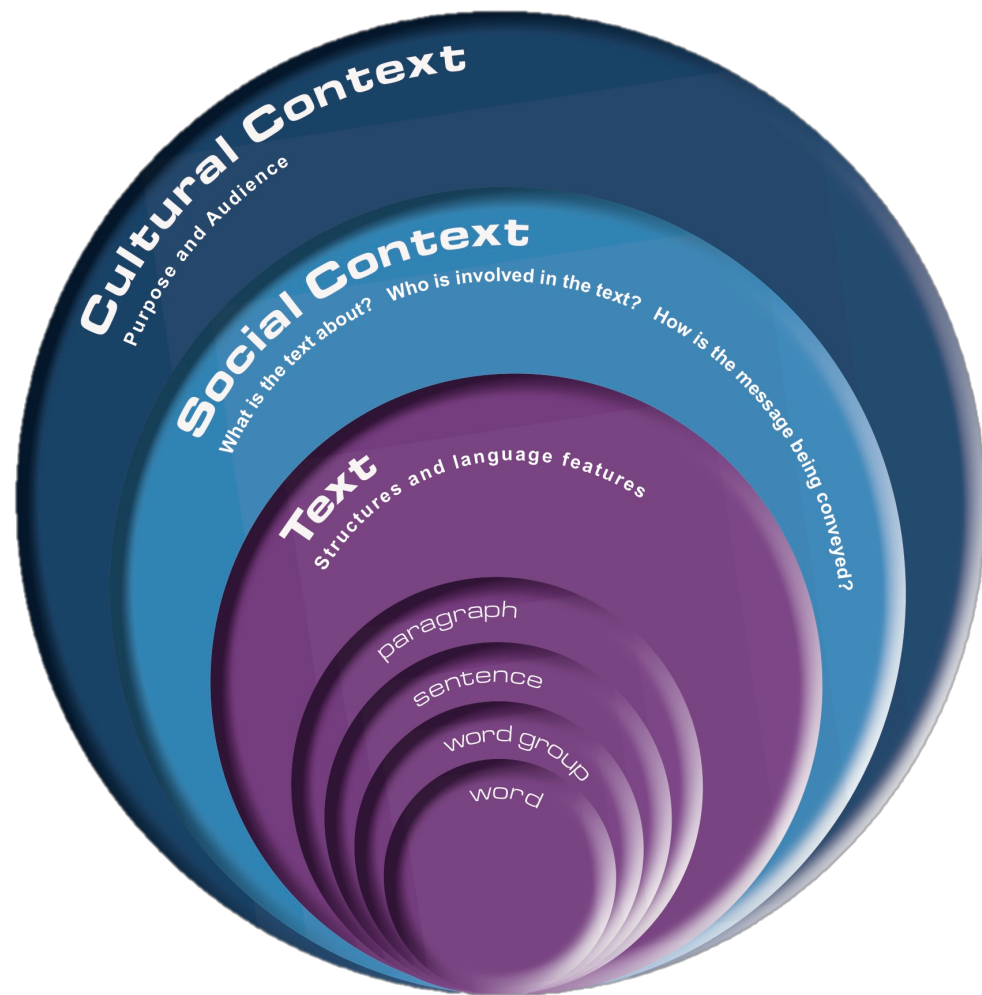 Cultural Context
Purpose and Audience
Social Context
What is the text about? Who is involved in the text? How is the message being conveyed?
Text
Structures and language features
paragraph
sentence
word group
word